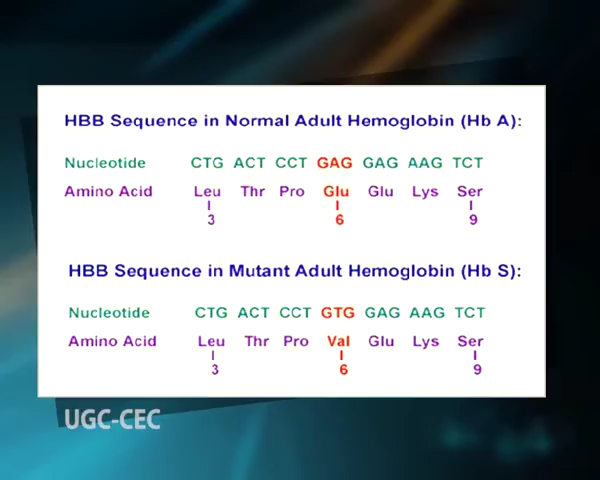 HBB Sequence in Normal Adult Hemoglobin (Hb A):
Nucleotide CTG ACT CCT GAG GAG AAG TCT
Amino Acid Leu Thr Pro Glu Glu Lys Ser
3 6 9
HBB Sequence in Mutant Adult Hemoglobin (Hb S):
Nucleotide CTG ACT CCT GTG GAG AAG TCT
Amino Acid Leu Thr Pro Val Glu Lys Ser
3 6 9
UGC-CEC